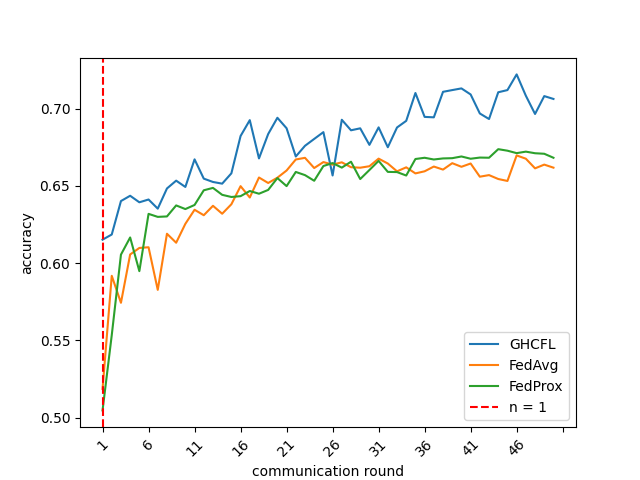 0.70
0.65
0.60
0.55
0.50
accuracy
1
6
11
16
21
26
31
36
41
46
communication round
GHCFL
FedAvg
FedProx
n = 1